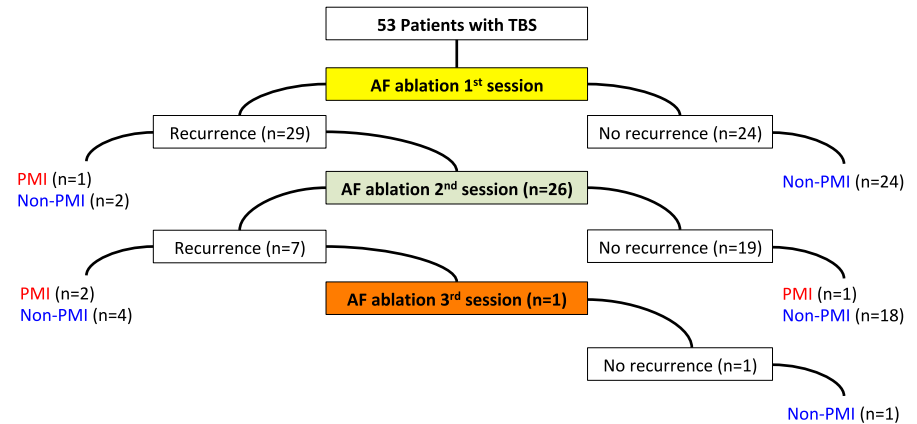 53 Patients with TBS
AF ablation 1st session
Recurrence (n=29)
No recurrence (n=24)
PMI (n=1)
Non-PMI (n=2)
Non-PMI (n=24)
AF ablation 2nd session (n=26)
Recurrence (n=7)
No recurrence (n=19)
PMI (n=2)
Non-PMI (n=4)
AF ablation 3rd session (n=1)
PMI (n=1)
Non-PMI (n=18)
No recurrence (n=1)
Non-PMI (n=1)